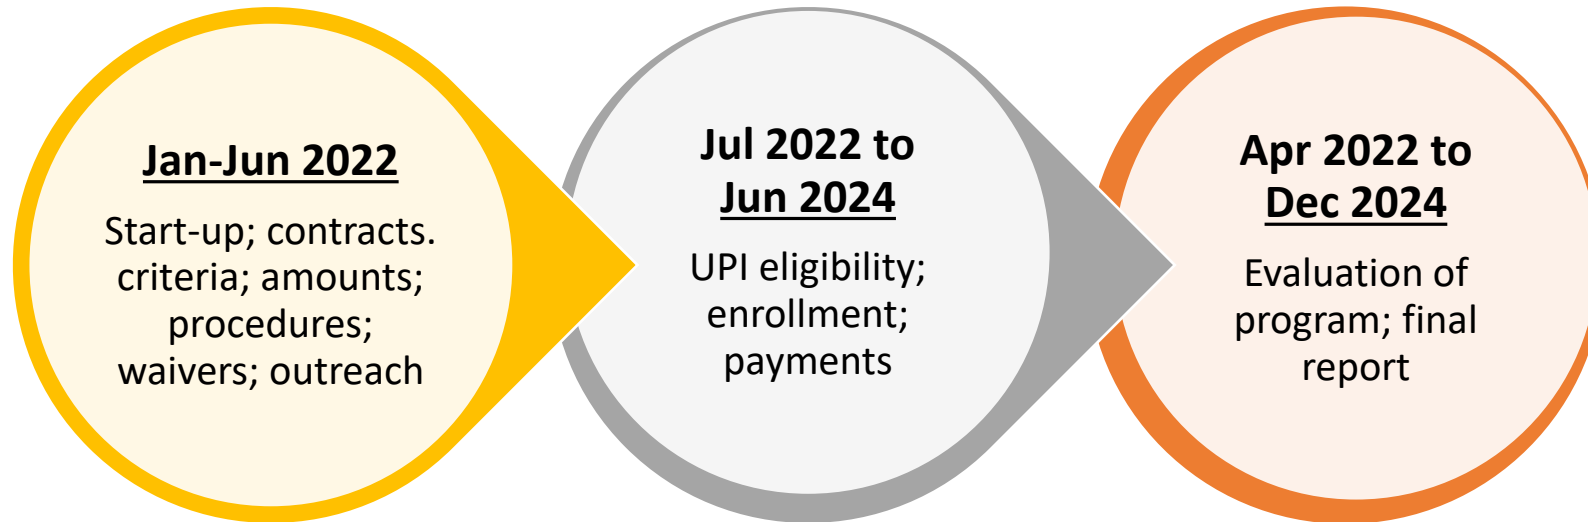 Jan-Jun 2022
Start-up; contracts.
criteria; amounts;
procedures;
waivers; outreach
Jul 2022 to
Jun 2024
UPI eligibility;
enrollment;
payments
Apr 2022 to
Dec 2024
Evaluation of
program; final
report